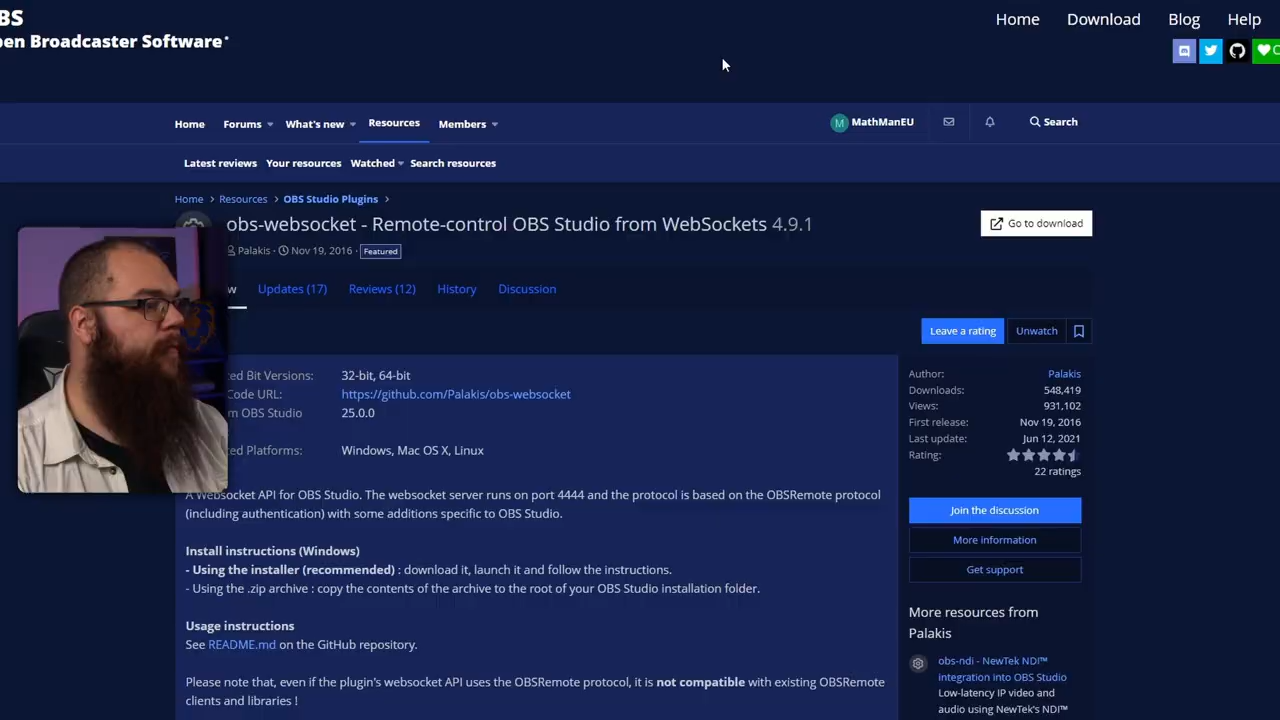 BS
pen Broadcaster Software
Home Download Blog Help
Home Forums What's new Resources Members
M MathManEU Search
Latest reviews Your resources Watched Search resources
Home > Resources > OBS Studio Plugins >
obs-websocket - Remote-control OBS Studio from WebSockets 4.9.1
Go to download
Palakis Nov 19, 2016 Featured
w Updates (17) Reviews (12) History Discussion
Leave a rating Unwatch
ed Bit Versions: 32-bit, 64-bit
Code URL: https://github.com/Palakis/obs-websocket
m OBS Studio 25.0.0
ed Platforms: Windows, Mac OS X, Linux
A Websocket API for OBS Studio. The websocket server runs on port 4444 and the protocol is based on the OBSRemote protocol
(including authentication) with some additions specific to OBS Studio.
Install instructions (Windows)
- Using the installer (recommended) : download it, launch it and follow the instructions.
- Using the .zip archive : copy the contents of the archive to the root of your OBS Studio installation folder.
Usage instructions
See README.md on the GitHub repository.
Please note that, even if the plugin's websocket API uses the OBSRemote protocol, it is not compatible with existing OBSRemote
clients and libraries !
Author: Palakis
Downloads: 548,419
Views: 931,102
First release: Nov 19, 2016
Last update: Jun 12, 2021
Rating:
22 ratings
Join the discussion
More information
Get support
More resources from
Palakis
obs-ndi - NewTek NDI™
integration into OBS Studio
Low-latency IP video and
audio using NewTek's NDI™